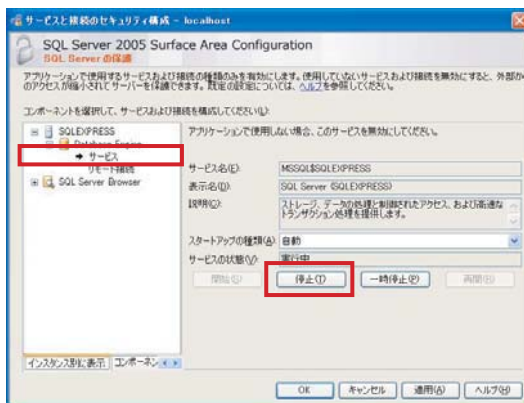 サービスと接続のセキュリティ構成 - localhost
SQL Server 2005 Surface Area Configuration
SQL Server の保護
アプリケーションで使用するサービスおよび接続の種類のみを有効にします。使用していないサービスおよび接続を無効にすると、外部か
のアクセスが縮小されてサーバーを保護できます。既定の設定については、ヘルプを参照してください。
コンポーネントを選択して、サービスおよび接続を構成してください(L):
SQLEXPRESS
Database Engine
サービス
リモート接続
SQL Server Browser
アプリケーションで使用しない場合、このサービスを無効にしてください。
サービス名(E):
MSSQL$SQLEXPRESS
表示名(D):
SQL Server (SQLEXPRESS)
説明(C):
ストレージ、データの処理と制御されたアクセス、および高速な
トランザクション処理を提供します。
スタートアップの種類(A):
自動
サービスの状態(V):
実行中
開始(S)
停止(T)
一時停止(P)
再開(R)
インスタンス別に表示
コンポーネン
OK
キャンセル
適用(A)
ヘルプ(H)